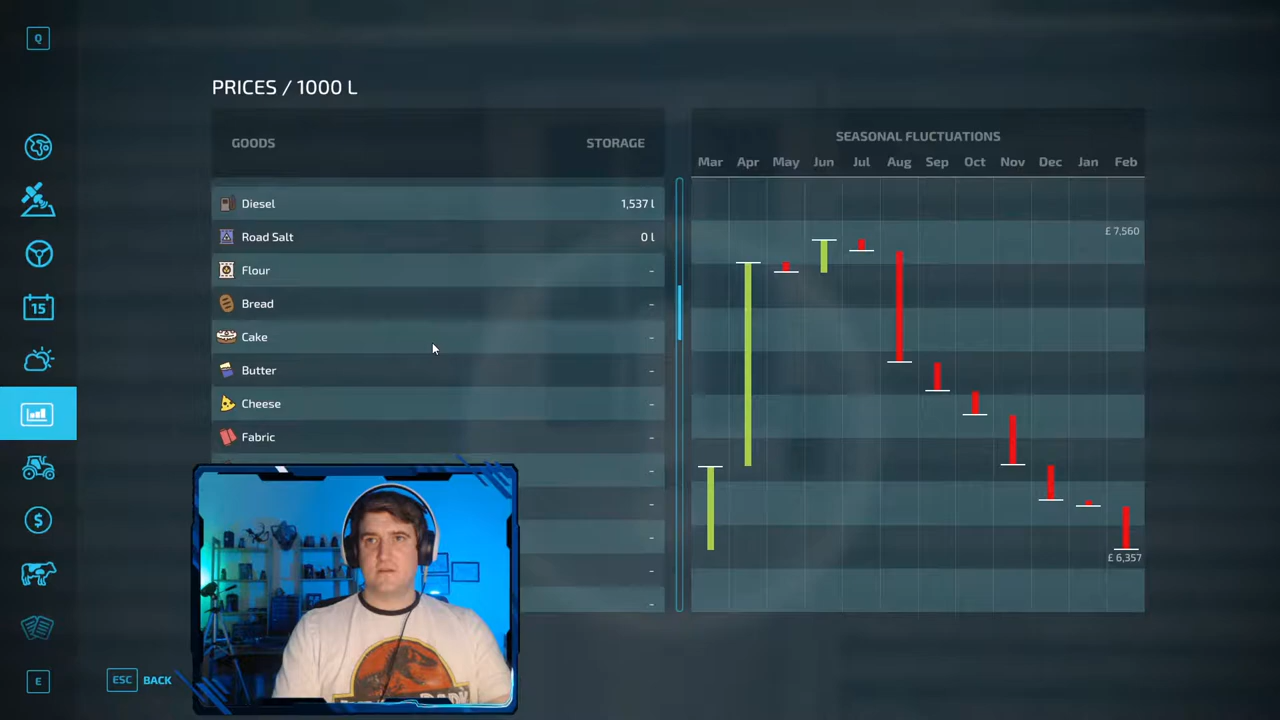 Q
PRICES / 1000 L
GOODS STORAGE
SEASONAL FLUCTUATIONS
Mar Apr May Jun Jul Aug Sep Oct Nov Dec Jan Feb
Diesel 1,537 l
£ 7,560
Road Salt 0 l
Flour -
Bread -
15
Cake -
Butter -
Cheese -
Fabric -
-
-
-
£ 6,357
-
-
$
E
ESC BACK